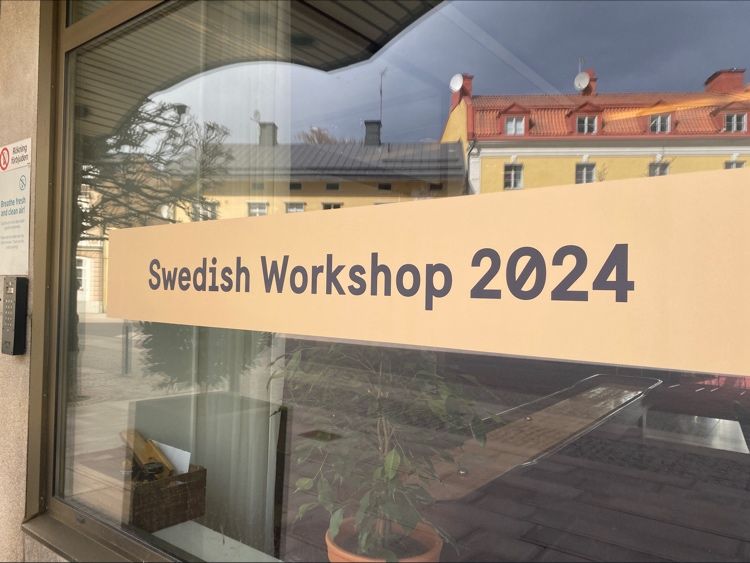 Rökning
förbjuden
Breathe fresh
and clean air!
Swedish Workshop 2024